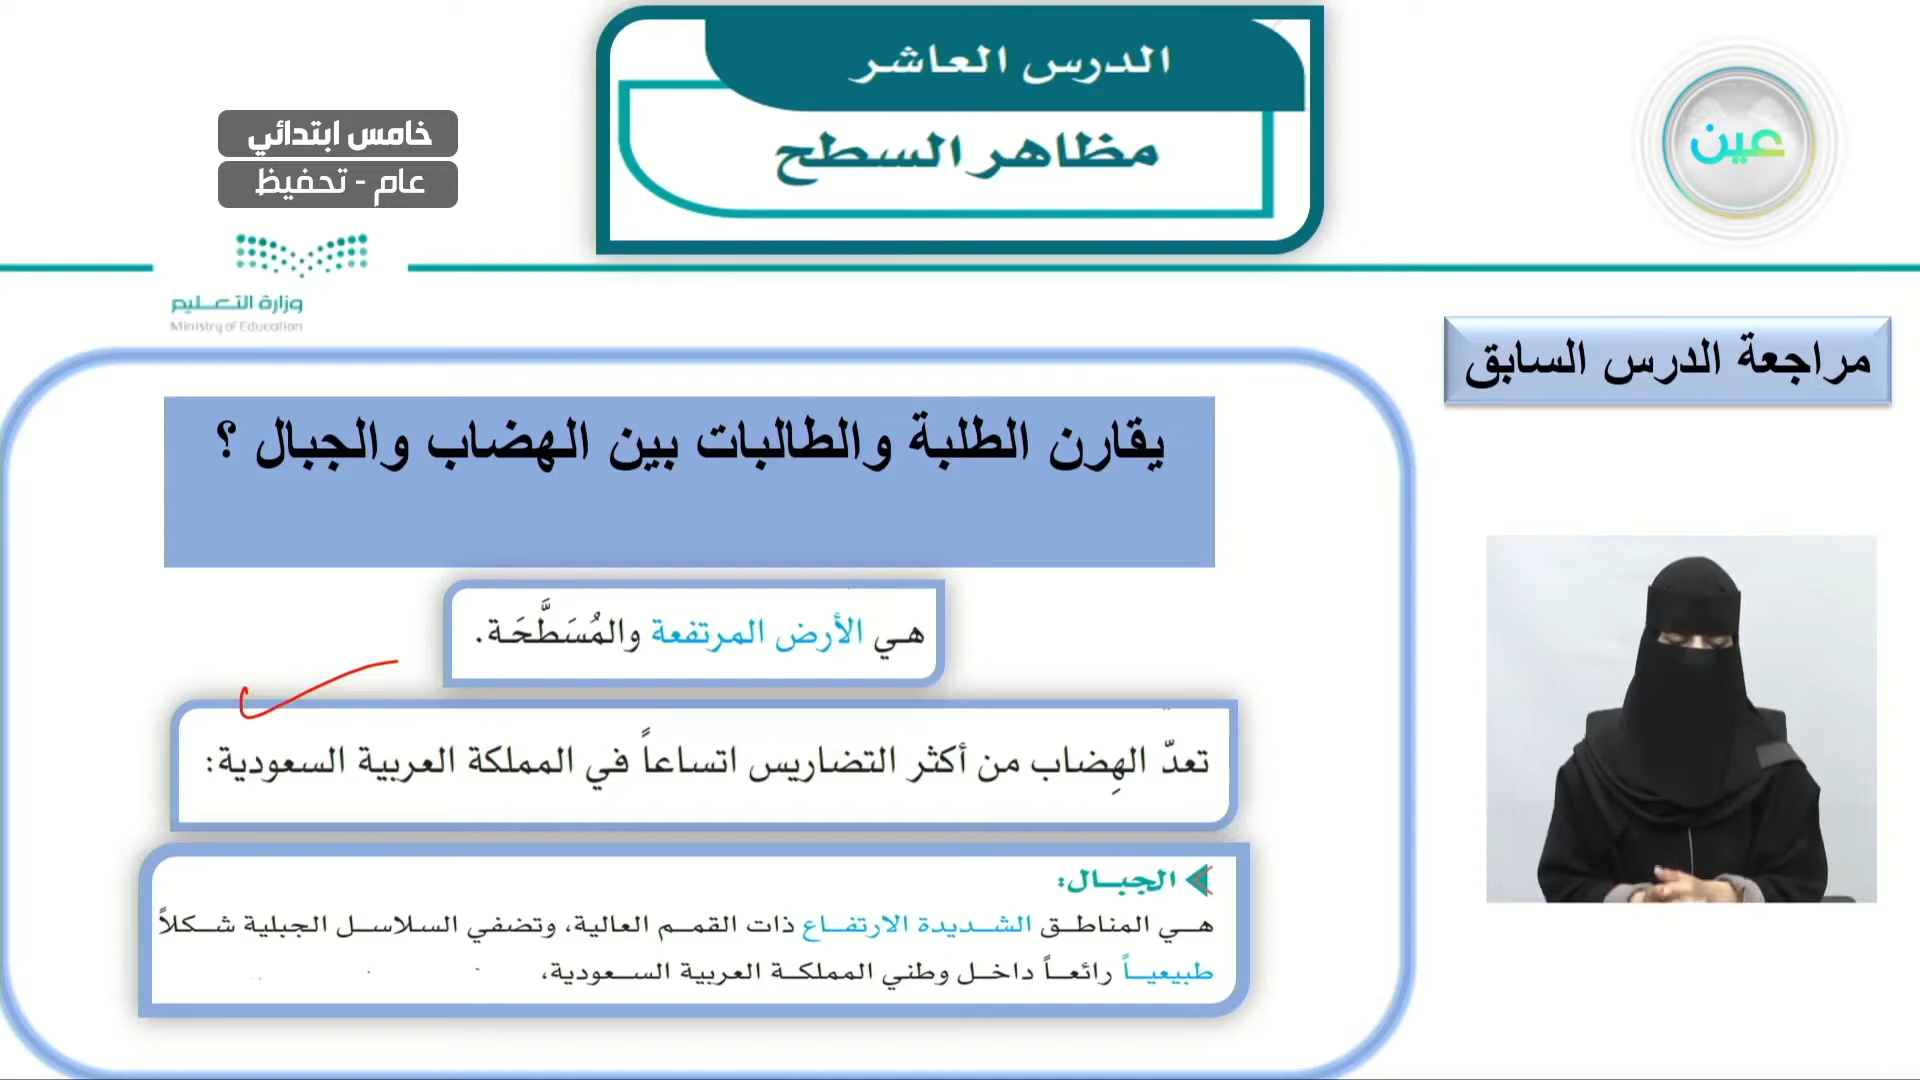 الدرس العاشر
مظاهر السطح
عين
خامس ابتدائي
عام - تحفيظ
وزارة التعليم
Ministry of Education
مراجعة الدرس السابق
يقارن الطلبة والطالبات بين الهضاب والجبال ؟
هي الأرض المرتفعة والمُسَطَّحَة.
تعدّ الهِضاب من أكثر التضاريس اتساعاً في المملكة العربية السعودية:
الجبال:
هي المناطق الشديدة الارتفاع ذات القمم العالية، وتضفي السلاسل الجبلية شكلاً
طبيعياً رائعاً داخل وطني المملكة العربية السعودية،